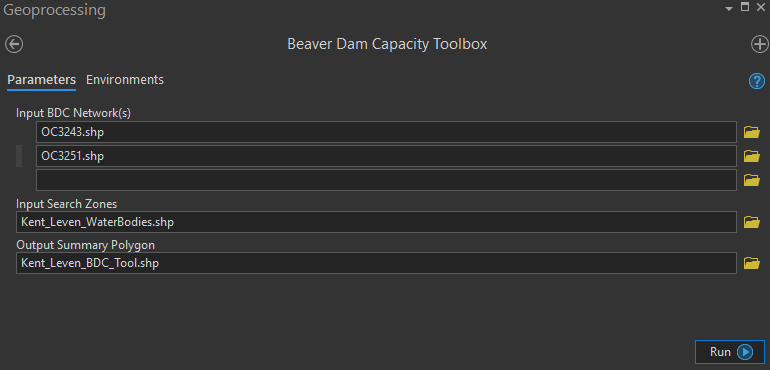 Geoprocessing
Beaver Dam Capacity Toolbox
Parameters Environments
Input BDC Network(s)
OC3243.shp
OC3251.shp
Input Search Zones
Kent_Leven_WaterBodies.shp
Output Summary Polygon
Kent_Leven_BDC_Tool.shp
Run